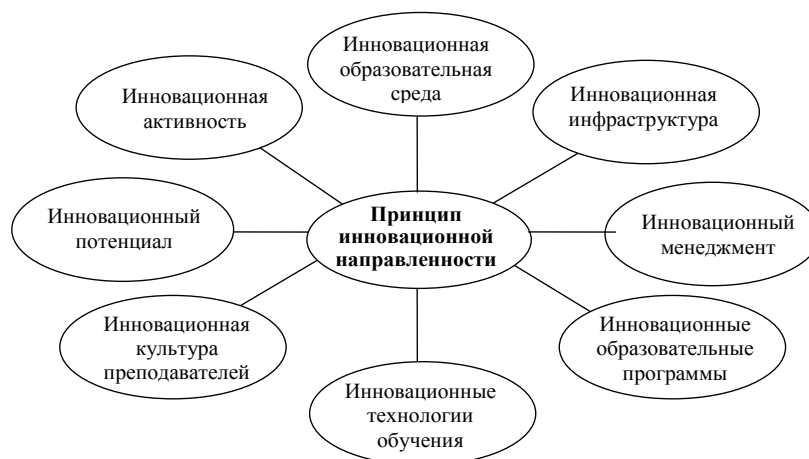 Инновационная
образовательная
среда
Инновационная
активность
Инновационная
инфраструктура
Инновационный
потенциал
Принцип
инновационной
направленности
Инновационный
менеджмент
Инновационная
культура
преподавателей
Инновационные
образовательные
программы
Инновационные
технологии
обучения